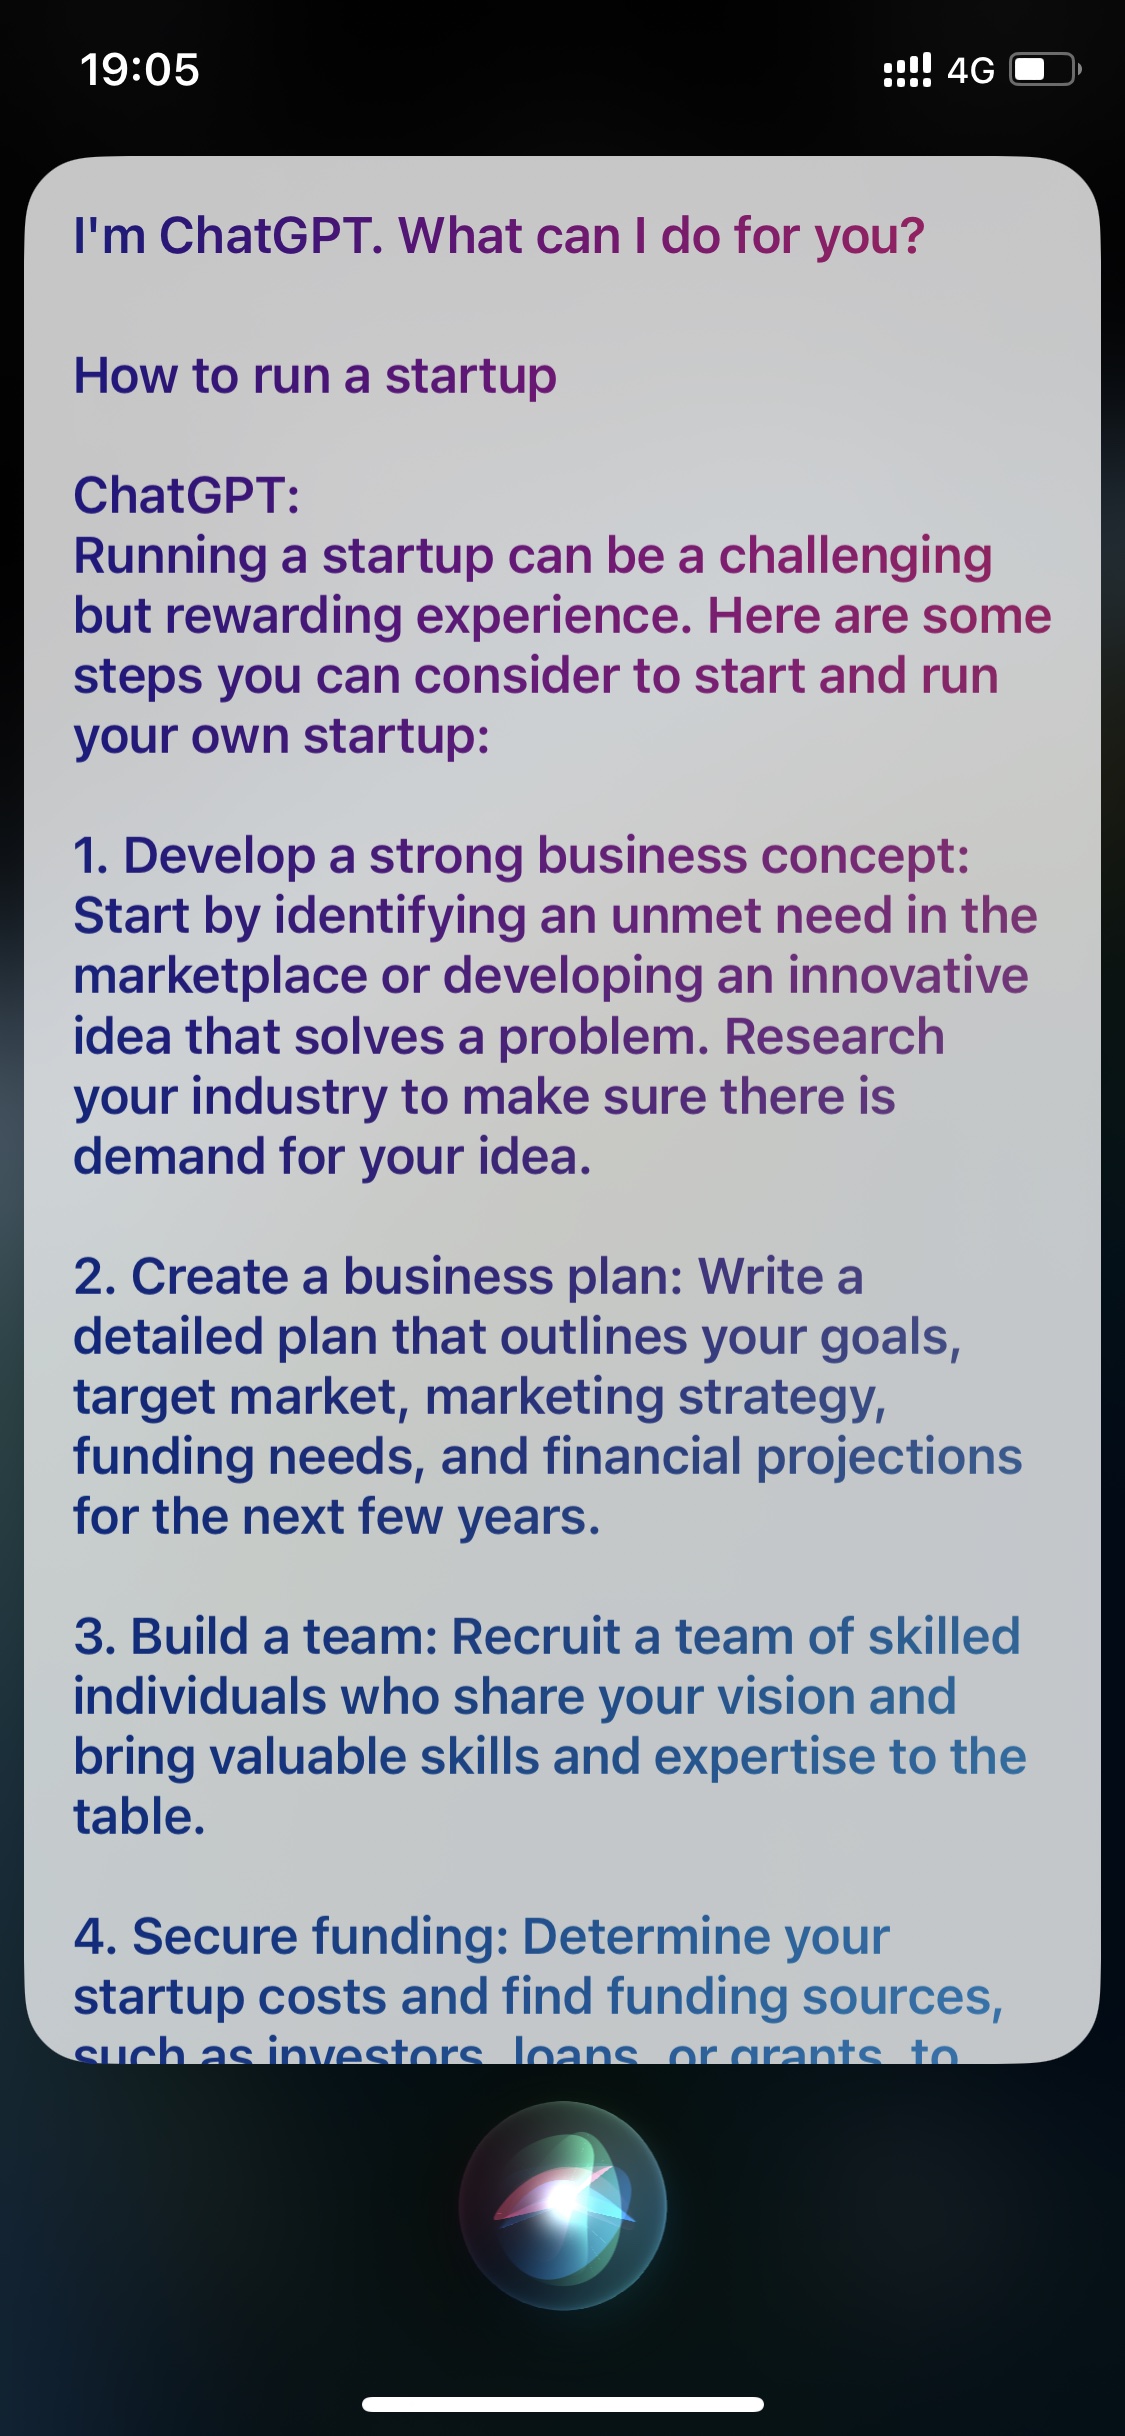 19:05
4G
I'm ChatGPT. What can I do for you?
How to run a startup
ChatGPT:
Running a startup can be a challenging
but rewarding experience. Here are some
steps you can consider to start and run
your own startup:
1. Develop a strong business concept:
Start by identifying an unmet need in the
marketplace or developing an innovative
idea that solves a problem. Research
your industry to make sure there is
demand for your idea.
2. Create a business plan: Write a
detailed plan that outlines your goals,
target market, marketing strategy,
funding needs, and financial projections
for the next few years.
3. Build a team: Recruit a team of skilled
individuals who share your vision and
bring valuable skills and expertise to the
table.
4. Secure funding: Determine your
startup costs and find funding sources,
such as investors, loans, or grants, to